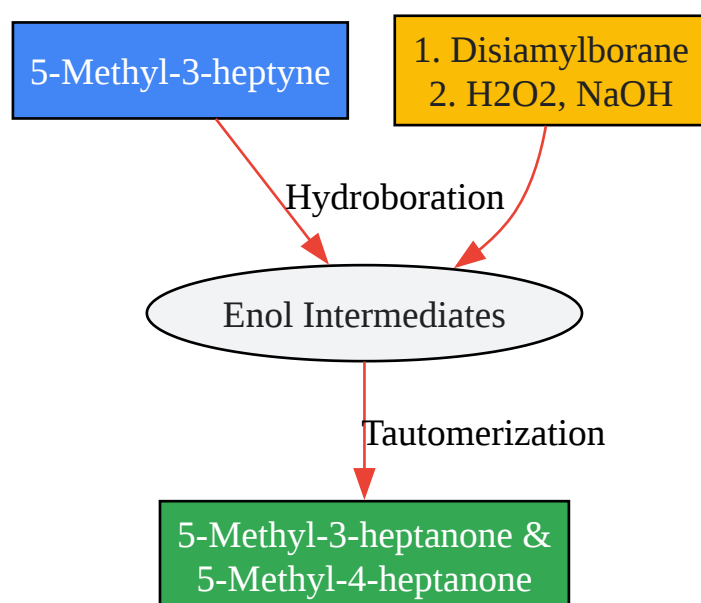 5-Methyl-3-heptyne
1. Disiamylborane
2. H2O2, NaOH
Hydroboration
Enol Intermediates
Tautomerization
5-Methyl-3-heptanone &
5-Methyl-4-heptanone